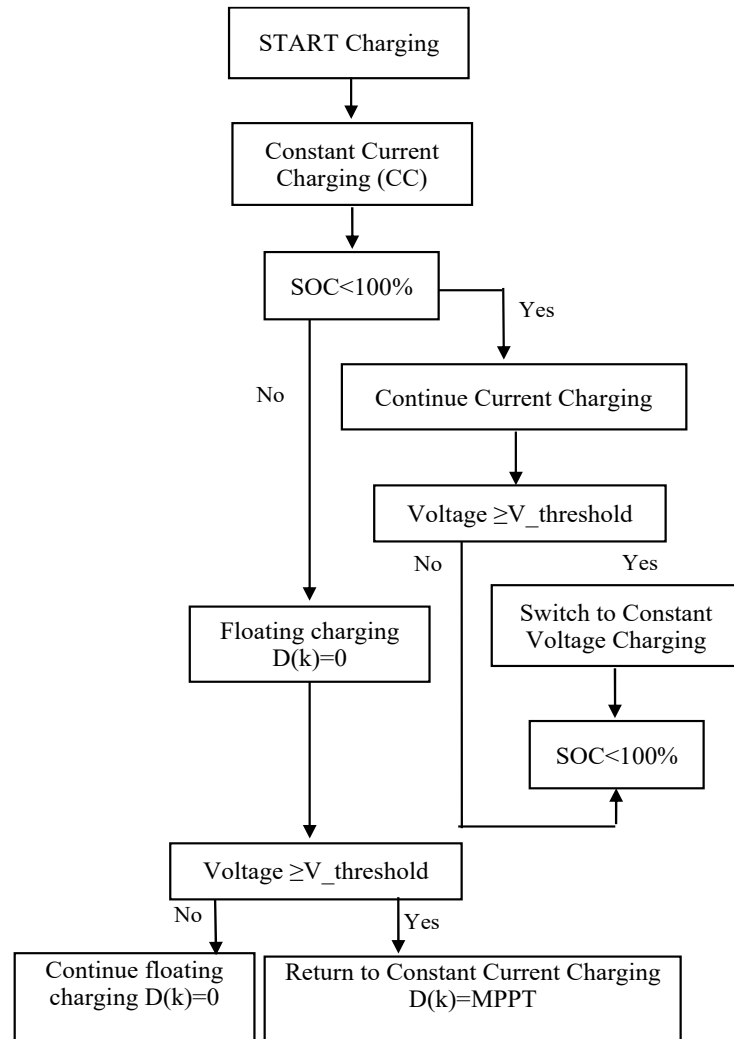 START Charging
Constant Current
Charging (CC)
SOC<100%
Yes
No
Continue Current Charging
Voltage ≥V_threshold
No
Yes
Switch to Constant
Voltage Charging
Floating charging
D(k)=0
SOC<100%
Voltage ≥V_threshold
No
Yes
Continue floating
charging D(k)=0
Return to Constant Current Charging
D(k)=MPPT